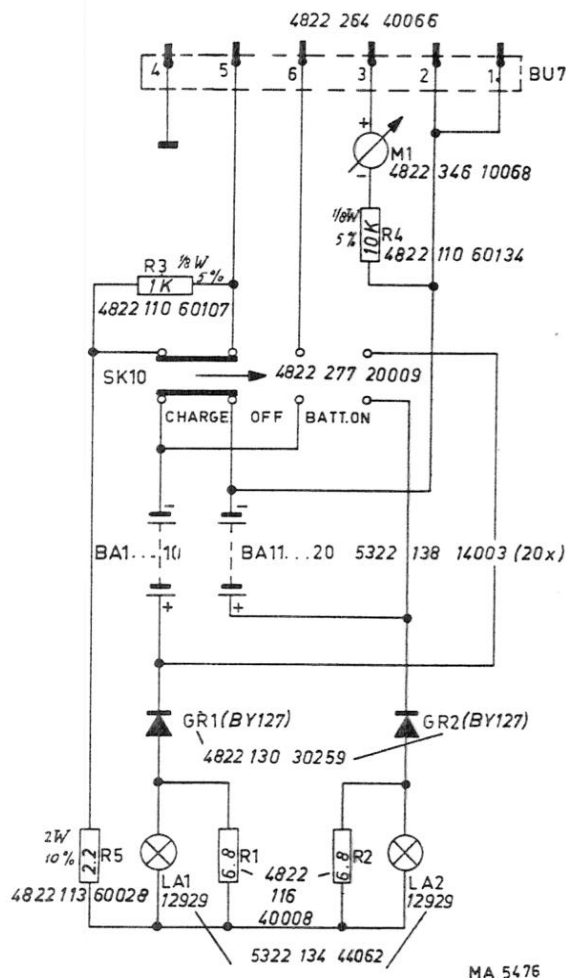 4822 264 40066
4 5 6 3 2 1. BU7
+
M1
4822 346 10068
-
1/8W
5%
10K
R4
4822 110 60134
R3 1/8W
5%
1K
4822 110 60107
SK10
4822 277 20009
CHARGE OFF BATT.ON
- -
BA1...10 BA11...20 5322 138 14003 (20x)
+ +
GR1(BY127) GR2(BY127)
4822 130 30259
2W
10%
2.2 R5
R1 R2
6.8 6.8
4822 113 60028
LA1
12929
4822
116
40008
LA2
12929
5322 134 44062
MA 5476